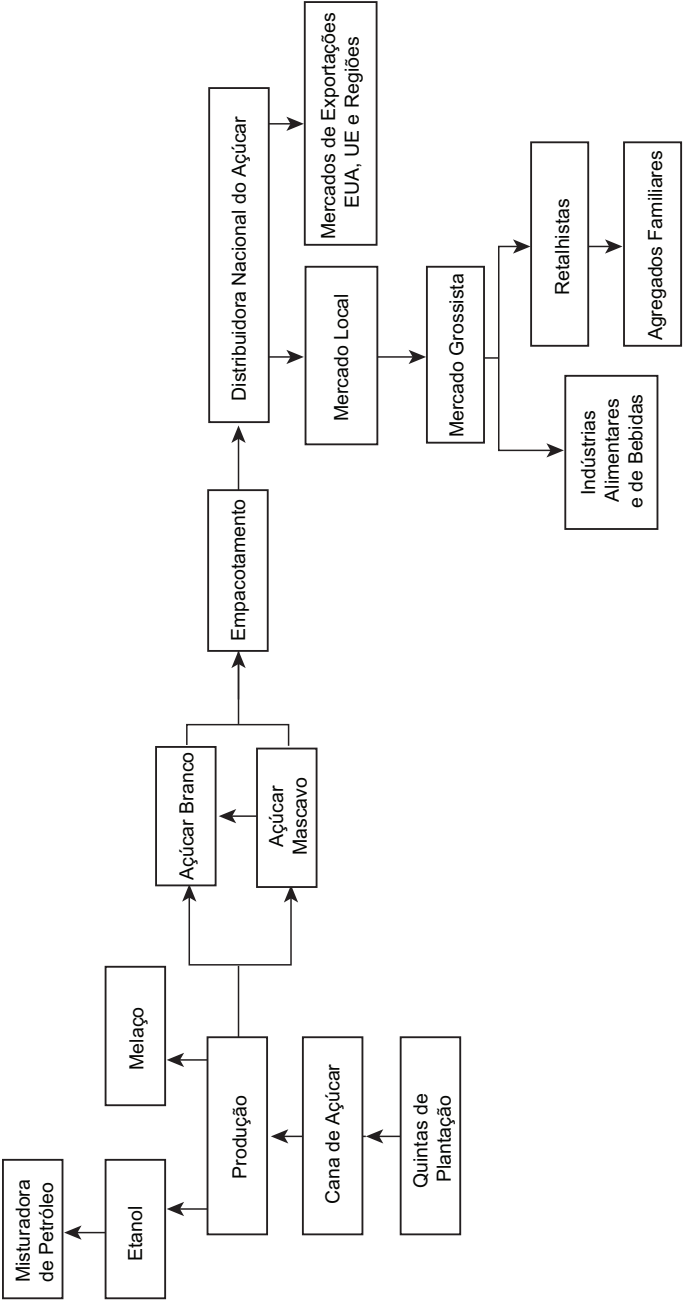 Misturadora
de Petróleo
Etanol
Melaço
Produção
Cana de Açúcar
Quintas de
Plantação
Açúcar Branco
Açúcar
Mascavo
Empacotamento
Distribuidora Nacional do Açúcar
Mercado Local
Mercados de Exportações
EUA, UE e Regiões
Mercado Grossista
Indústrias
Alimentares
e de Bebidas
Retalhistas
Agregados Familiares